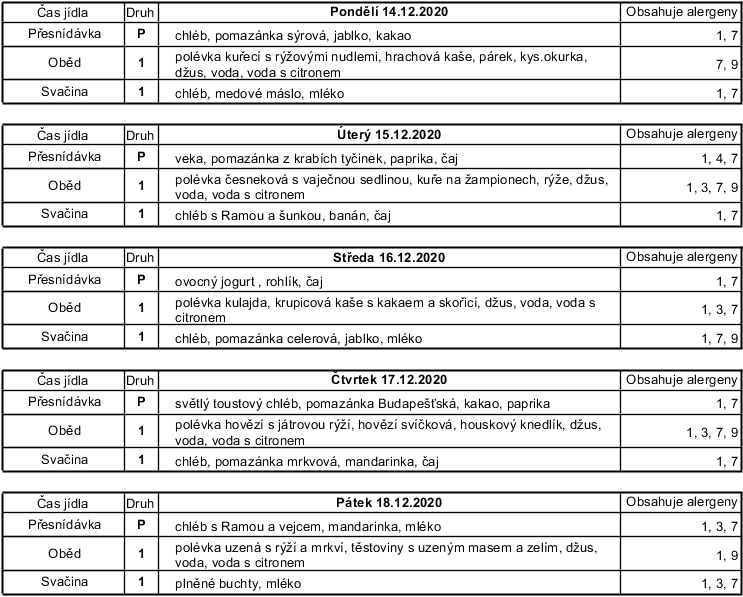 Čas jídla Druh Pondělí 14.12.2020 Obsahuje alergeny
Přesnídávka P chléb, pomazánka sýrová, jablko, kakao 1, 7
Oběd 1 polévka kuřecí s rýžovými nudlemi, hrachová kaše, párek, kys.okurka, 7, 9
džus, voda, voda s citronem
Svačina 1 chléb, medové máslo, mléko 1, 7
Čas jídla Druh Úterý 15.12.2020 Obsahuje alergeny
Přesnídávka P veka, pomazánka z krabích tyčinek, paprika, čaj 1, 4, 7
Oběd 1 polévka česneková s vaječnou sedlinou, kuře na žampionech, rýže, džus, 1, 3, 7, 9
voda, voda s citronem
Svačina 1 chléb s Ramou a šunkou, banán, čaj 1, 7
Čas jídla Druh Středa 16.12.2020 Obsahuje alergeny
Přesnídávka P ovocný jogurt , rohlík, čaj 1, 7
Oběd 1 polévka kulajda, krupicová kaše s kakaem a skořicí, džus, voda, voda s 1, 3, 7
citronem
Svačina 1 chléb, pomazánka celerová, jablko, mléko 1, 7, 9
Čas jídla Druh Čtvrtek 17.12.2020 Obsahuje alergeny
Přesnídávka P světlý toustový chléb, pomazánka Budapešťská, kakao, paprika 1, 7
Oběd 1 polévka hovězí s játrovou rýží, hovězí svíčková, houskový knedlík, džus, 1, 3, 7, 9
voda, voda s citronem
Svačina 1 chléb, pomazánka mrkvová, mandarinka, čaj 1, 7
Čas jídla Druh Pátek 18.12.2020 Obsahuje alergeny
Přesnídávka P chléb s Ramou a vejcem, mandarinka, mléko 1, 3, 7
Oběd 1 polévka uzená s rýží a mrkví, těstoviny s uzeným masem a zelím, džus, 1, 9
voda, voda s citronem
Svačina 1 plněné buchty, mléko 1, 3, 7